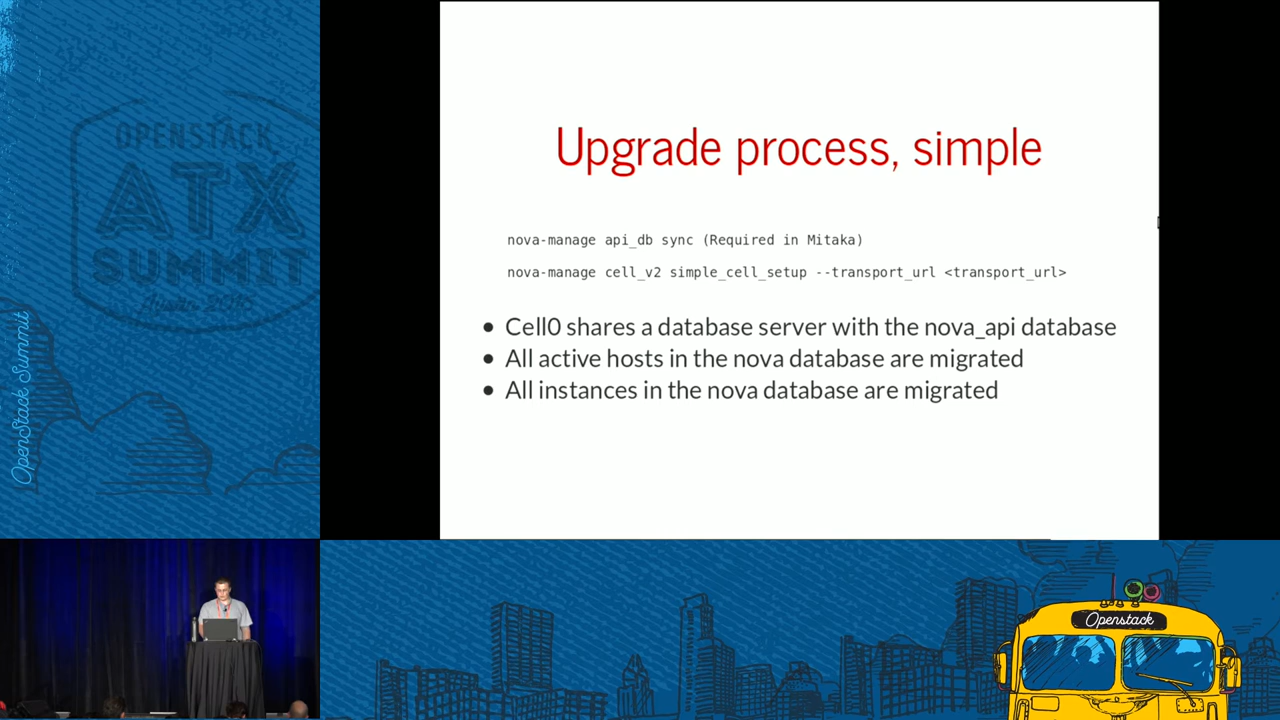 OPENSTACK
ATX
SUMMIT
Austin 2016
OpenStack Summit
Upgrade process, simple
nova-manage api_db sync (Required in Mitaka)
nova-manage cell_v2 simple_cell_setup --transport_url <transport_url>
• Cell0 shares a database server with the nova_api database
• All active hosts in the nova database are migrated
• All instances in the nova database are migrated
Openstack